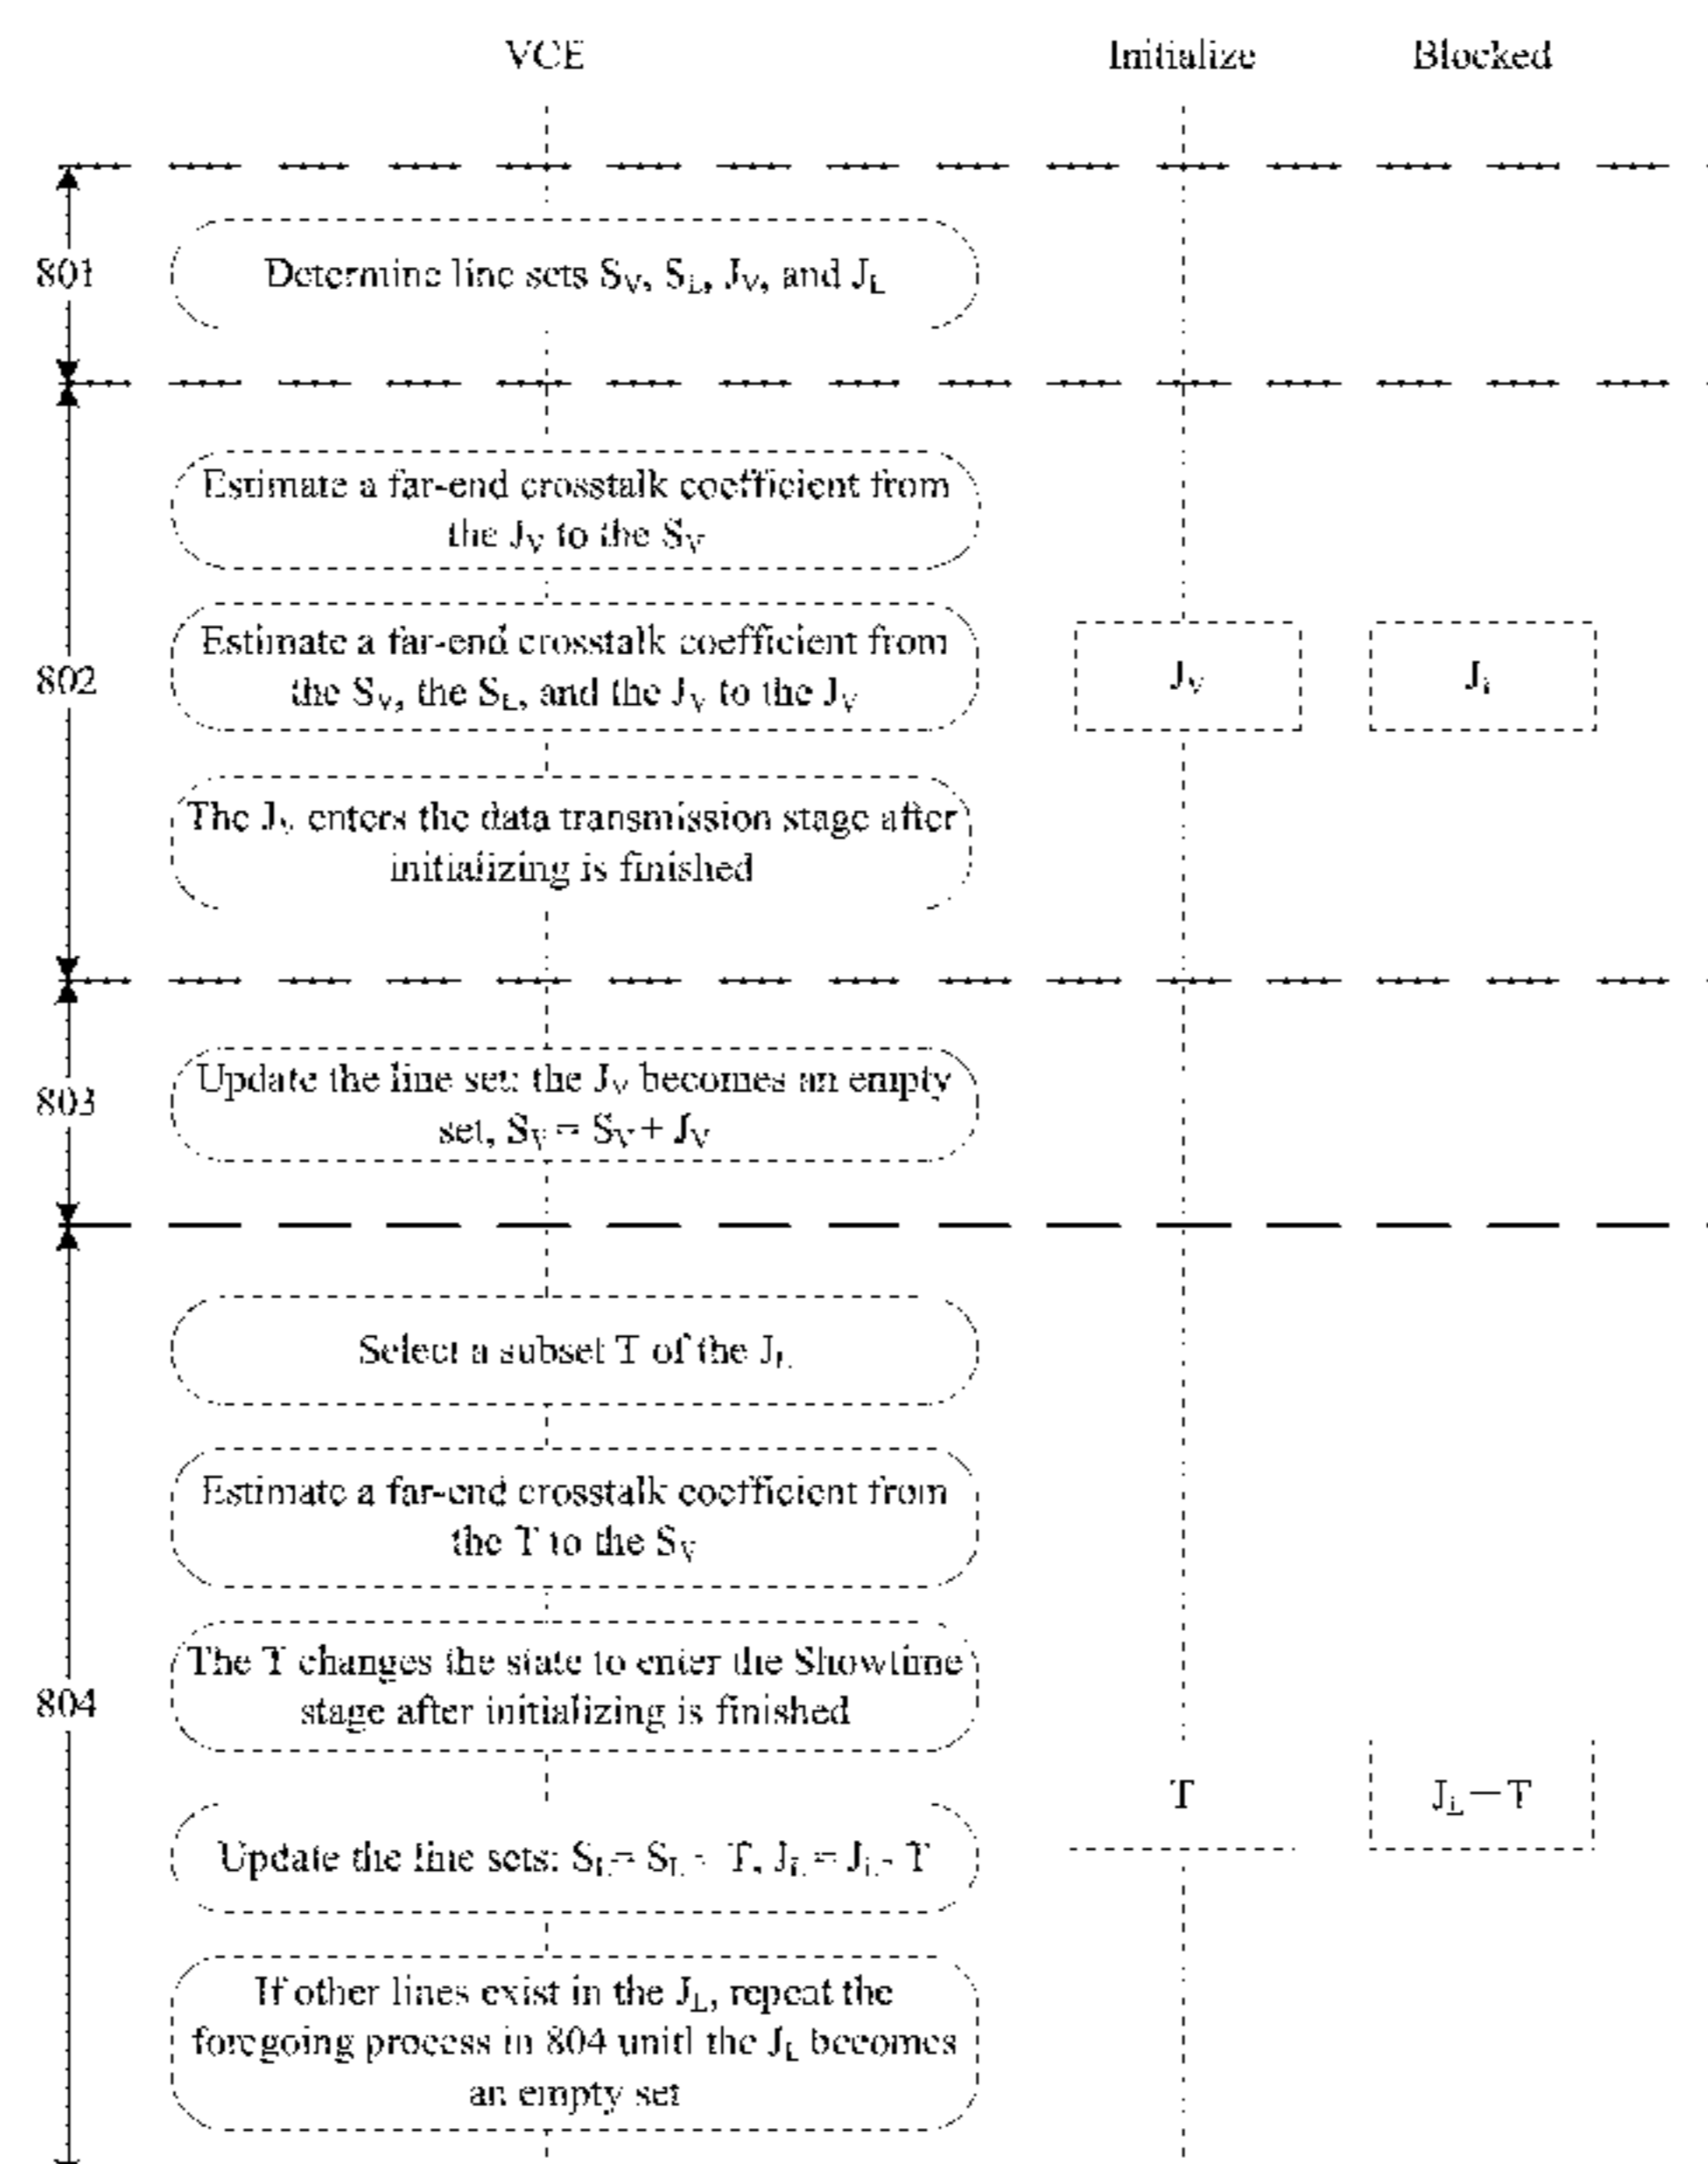 VCE Initialize Blocked
801
Determine line sets S_V, S_L, J_V, and J_L
802
Estimate a far-end crosstalk coefficient from
the J_V to the S_V
Estimate a far-end crosstalk coefficient from
the S_V, the S_L, and the J_V to the J_V
J_V
J_L
The J_V enters the data transmission stage after
initializing is finished
803
Update the line set: the J_V becomes an empty
set, S_V = S_V + J_V
804
Select a subset T of the J_L
Estimate a far-end crosstalk coefficient from
the T to the S_V
The T changes the state to enter the Showtime
stage after initializing is finished
T
J_L — T
Update the line sets: S_L = S_L T, J_L = J_L - T
If other lines exist in the J_L, repeat the
foregoing process in 804 unitl the J_L becomes
an empty set